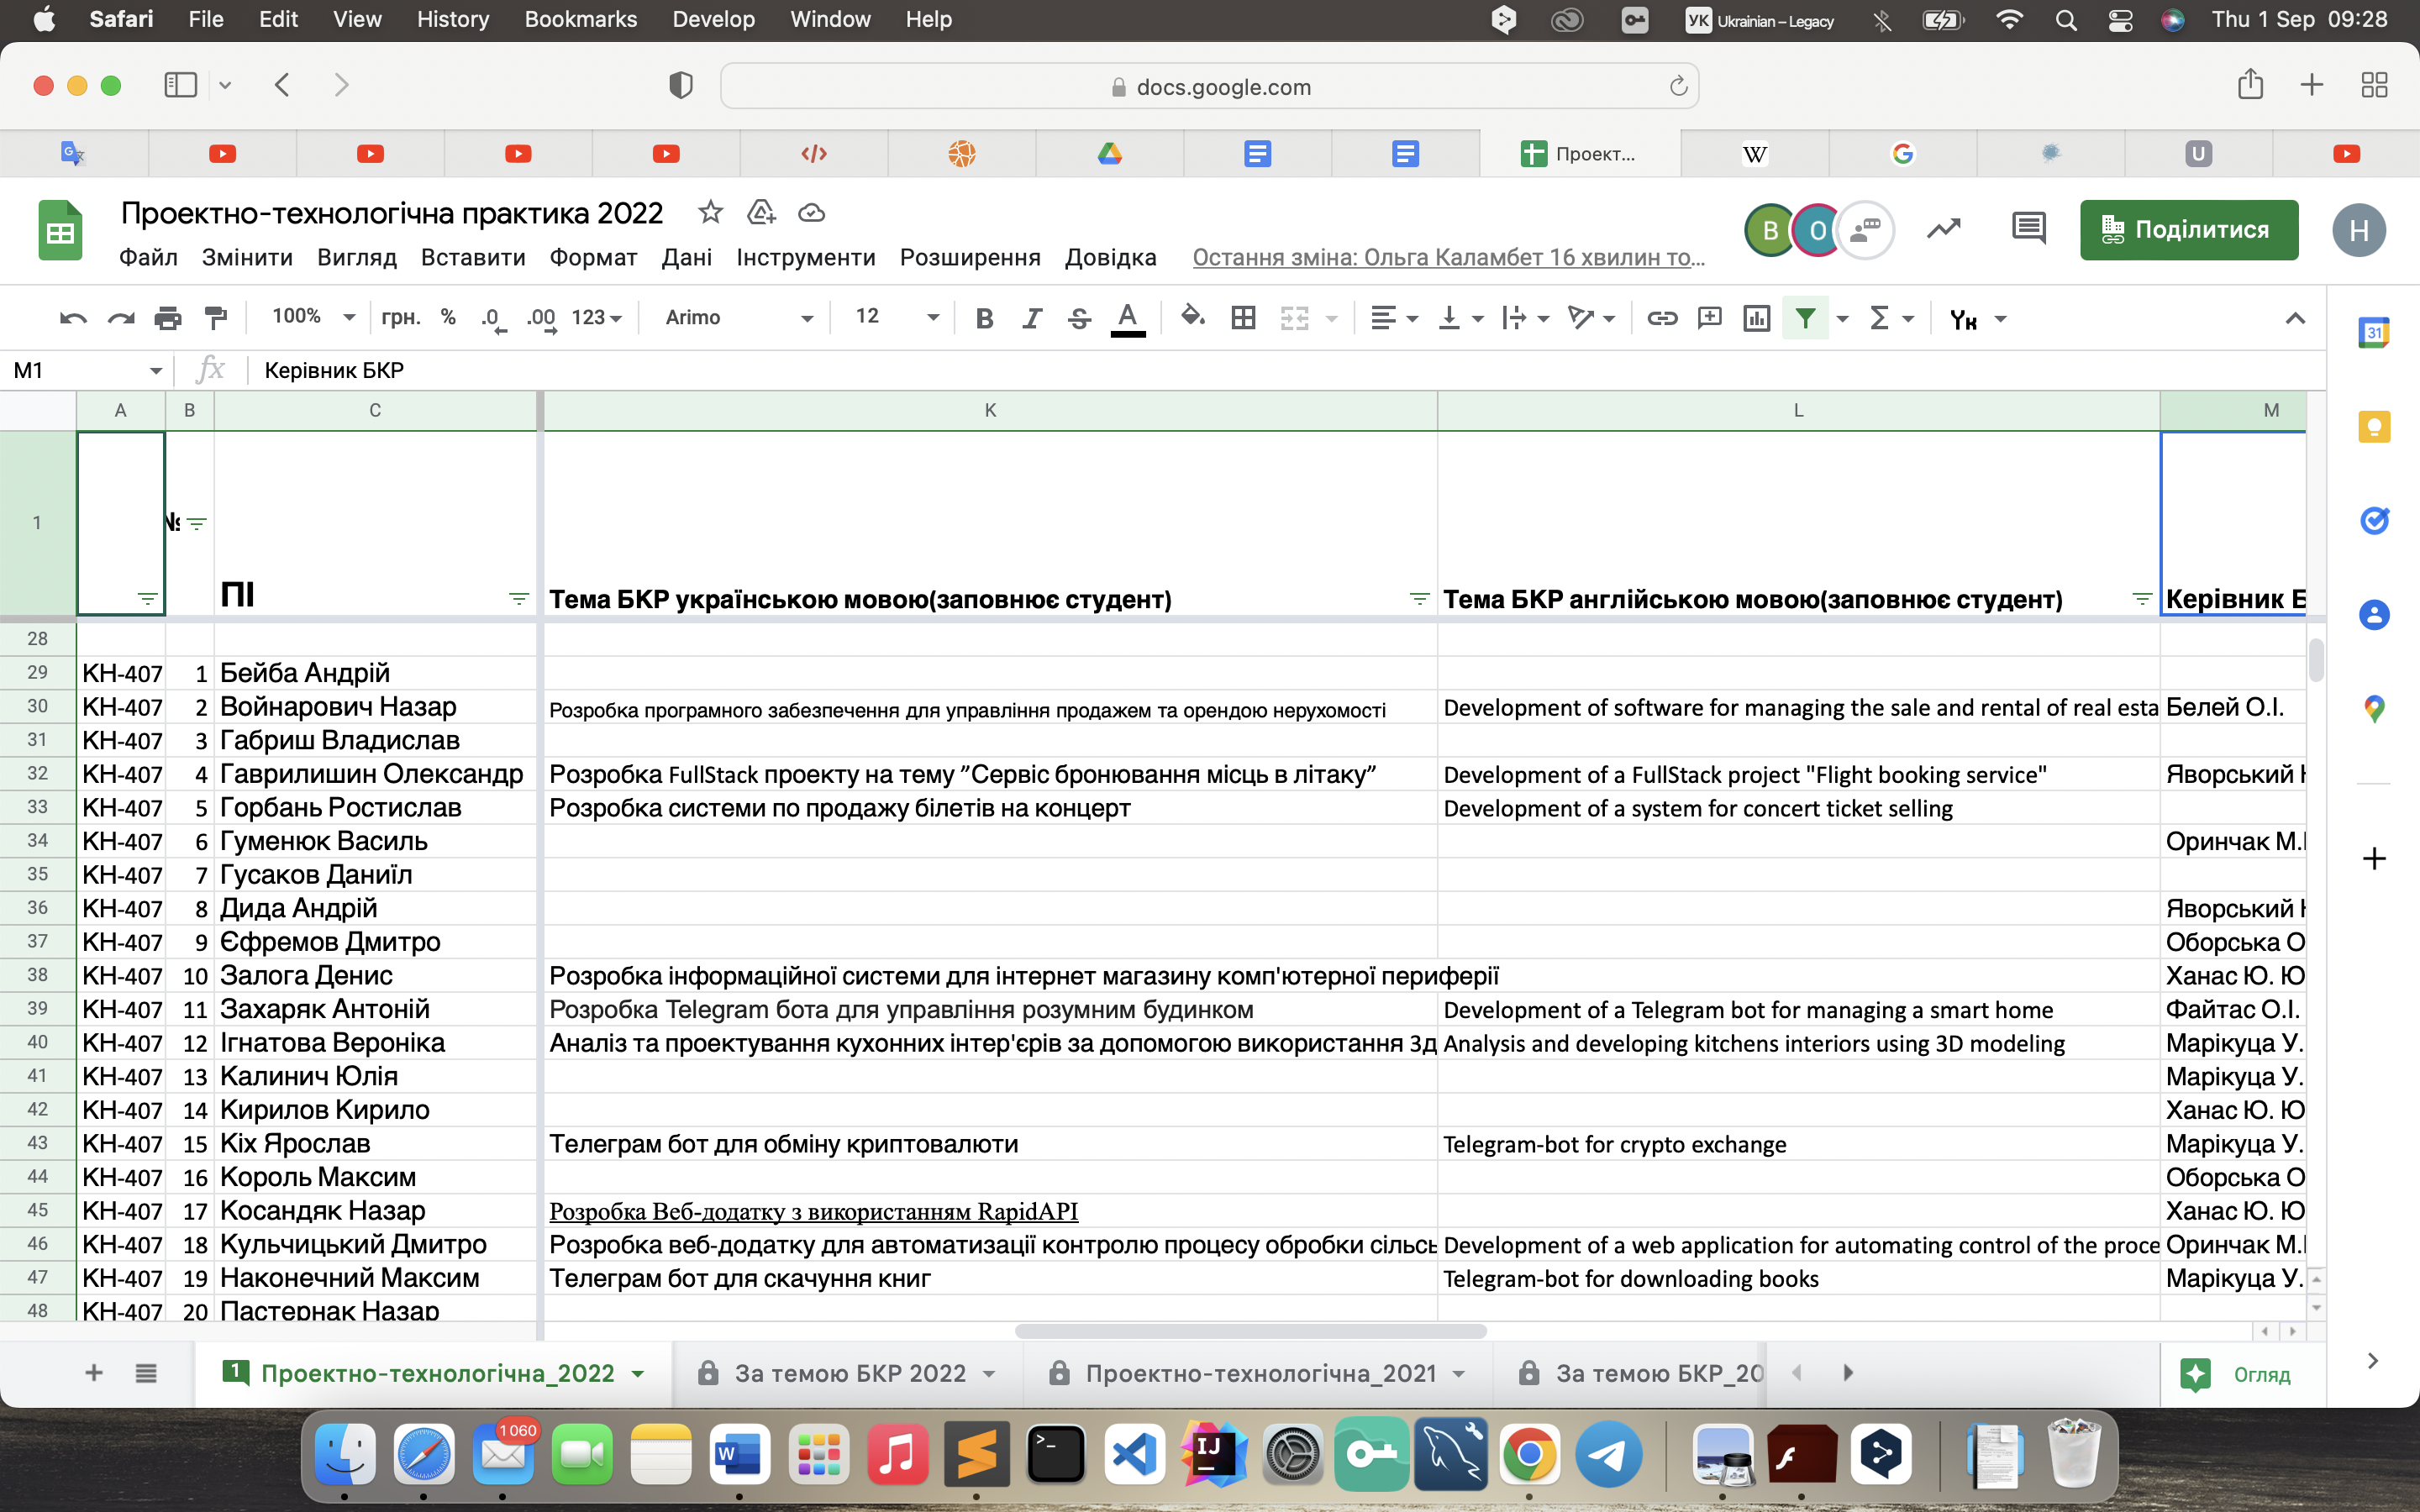 Safari File Edit View History Bookmarks Develop Window Help УК Ukrainian – Legacy Thu 1 Sep 09:28
docs.google.com
Проект...
Проектно-технологічна практика 2022
B O Поділитися Н
Файл Змінити Вигляд Вставити Формат Дані Інструменти Розширення Довідка Остання зміна: Ольга Каламбет 16 хвилин то...
100% грн. % .0 .00 123 Arimo 12
M1 fx Керівник БКР
A B C K L M
1 № ПІ Тема БКР українською мовою(заповнює студент) Тема БКР англійською мовою(заповнює студент) Керівник Б
28
29 КН-407 1 Бейба Андрій
30 КН-407 2 Войнарович Назар Розробка програмного забезпечення для управління продажем та орендою нерухомості Development of software for managing the sale and rental of real esta Белей О.І.
31 КН-407 3 Габриш Владислав
32 КН-407 4 Гаврилишин Олександр Розробка FullStack проекту на тему ”Сервіс бронювання місць в літаку” Development of a FullStack project "Flight booking service" Яворський
33 КН-407 5 Горбань Ростислав Розробка системи по продажу білетів на концерт Development of a system for concert ticket selling
34 КН-407 6 Гуменюк Василь Оринчак М.
35 КН-407 7 Гусаков Даниїл
36 КН-407 8 Дида Андрій Яворський
37 КН-407 9 Єфремов Дмитро Оборська О
38 КН-407 10 Залога Денис Розробка інформаційної системи для інтернет магазину комп'ютерної периферії Ханас Ю. Ю
39 КН-407 11 Захаряк Антоній Розробка Telegram бота для управління розумним будинком Development of a Telegram bot for managing a smart home Файтас О.І.
40 КН-407 12 Ігнатова Вероніка Аналіз та проектування кухонних інтер'єрів за допомогою використання 3д Analysis and developing kitchens interiors using 3D modeling Марікуца У.
41 КН-407 13 Калинич Юлія Марікуца У.
42 КН-407 14 Кирилов Кирило Ханас Ю. Ю
43 КН-407 15 Кіх Ярослав Телеграм бот для обміну криптовалюти Telegram-bot for crypto exchange Марікуца У.
44 КН-407 16 Король Максим Оборська О
45 КН-407 17 Косандяк Назар Розробка Веб-додатку з використанням RapidAPI Ханас Ю. Ю
46 КН-407 18 Кульчицький Дмитро Розробка веб-додатку для автоматизації контролю процесу обробки сільсь Development of a web application for automating control of the proce Оринчак М.
47 КН-407 19 Наконечний Максим Телеграм бот для скачуння книг Telegram-bot for downloading books Марікуца У.
48 КН-407 20 Пастернак Назар
1 Проектно-технологічна_2022 За темою БКР 2022 Проектно-технологічна_2021 За темою БКР_20 Огляд
1 060